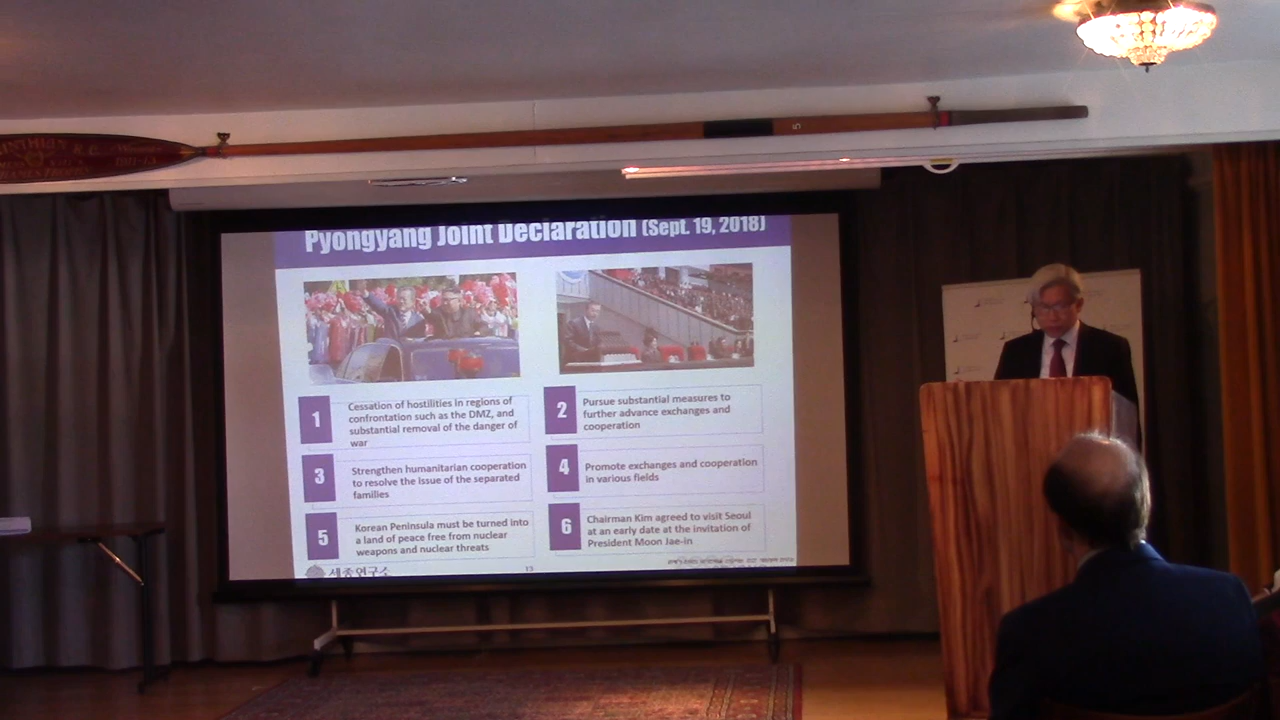 Pyongyang Joint Declaration (Sept. 19, 2018)
1
Cessation of hostilities in regions of
confrontation such as the DMZ, and
substantial removal of the danger of
war
2
Pursue substantial measures to
further advance exchanges and
cooperation
3
Strengthen humanitarian cooperation
to resolve the issue of the separated
families
4
Promote exchanges and cooperation
in various fields
5
Korean Peninsula must be turned into
a land of peace free from nuclear
weapons and nuclear threats
6
Chairman Kim agreed to visit Seoul
at an early date at the invitation of
President Moon Jae-in
세종연구소
13
5